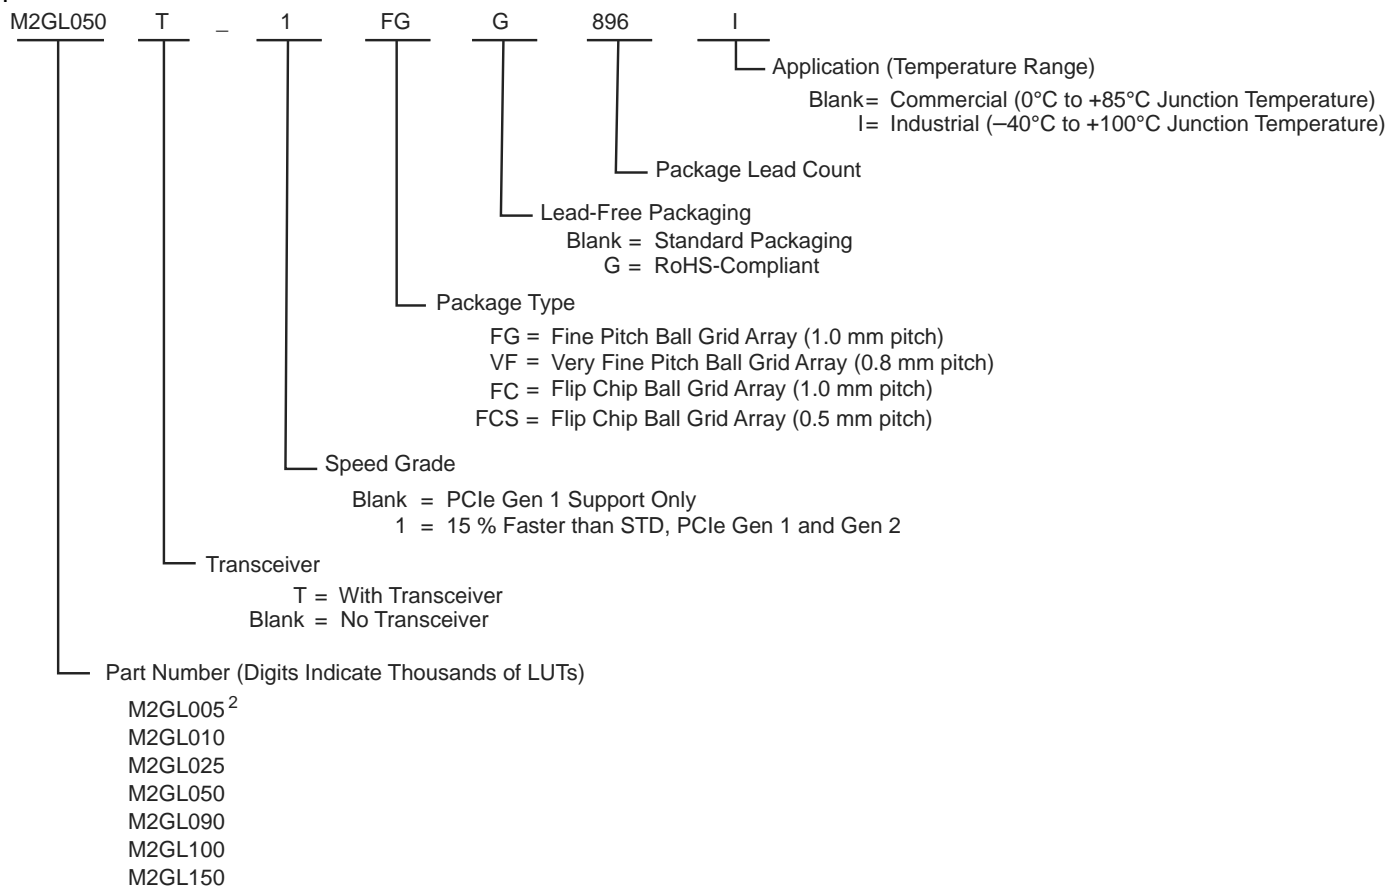 M2GL050 T _ 1 FG G 896 I
Application (Temperature Range)
Blank= Commercial (0°C to +85°C Junction Temperature)
I= Industrial (–40°C to +100°C Junction Temperature)
Package Lead Count
Lead-Free Packaging
Blank = Standard Packaging
G = RoHS-Compliant
Package Type
FG = Fine Pitch Ball Grid Array (1.0 mm pitch)
VF = Very Fine Pitch Ball Grid Array (0.8 mm pitch)
FC = Flip Chip Ball Grid Array (1.0 mm pitch)
FCS = Flip Chip Ball Grid Array (0.5 mm pitch)
Speed Grade
Blank = PCIe Gen 1 Support Only
1 = 15 % Faster than STD, PCIe Gen 1 and Gen 2
Transceiver
T = With Transceiver
Blank = No Transceiver
Part Number (Digits Indicate Thousands of LUTs)
M2GL005 2
M2GL010
M2GL025
M2GL050
M2GL090
M2GL100
M2GL150